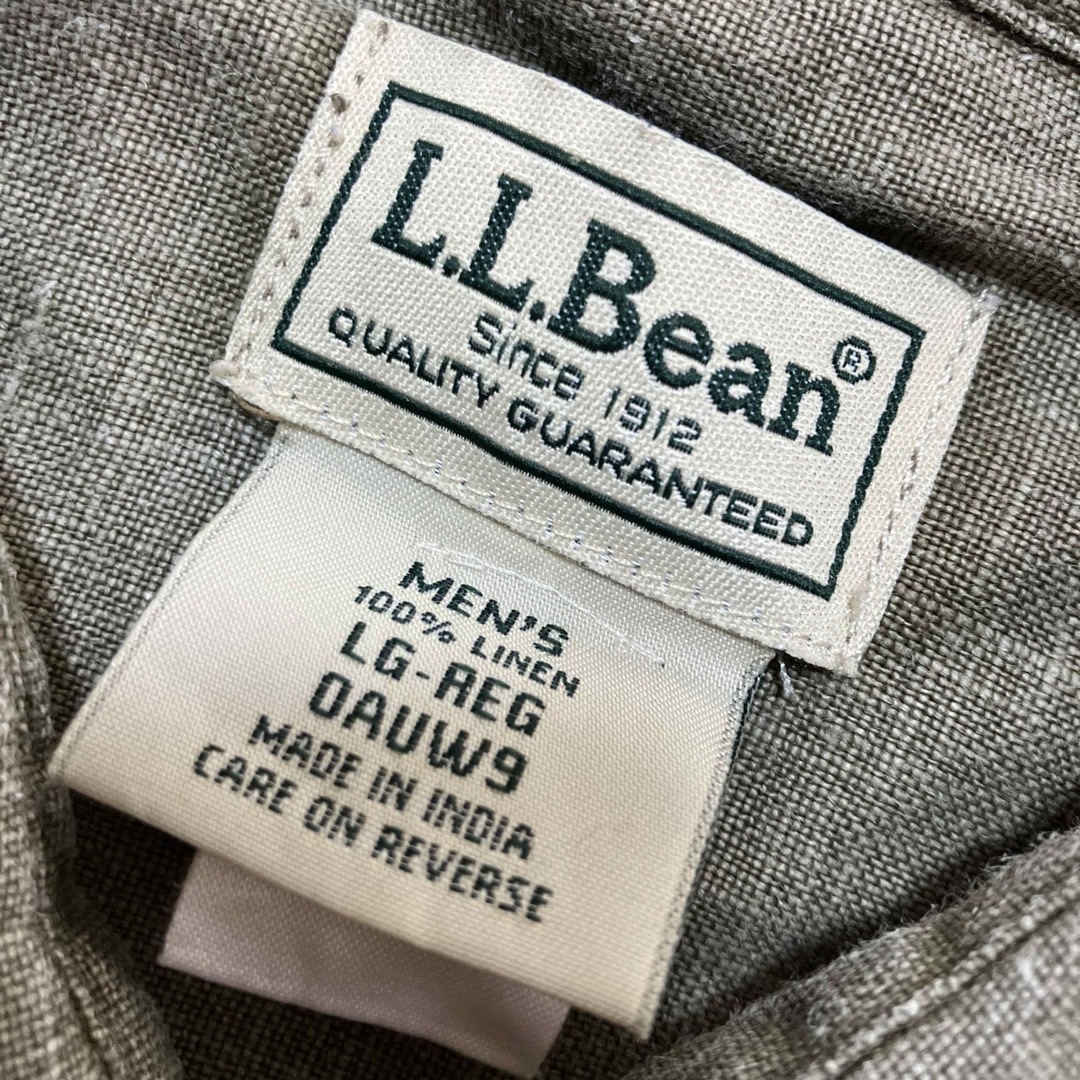 L.L.Bean®
Since 1912
QUALITY GUARANTEED
MEN'S
100% LINEN
LG-REG
0AUW9
MADE IN INDIA
CARE ON REVERSE